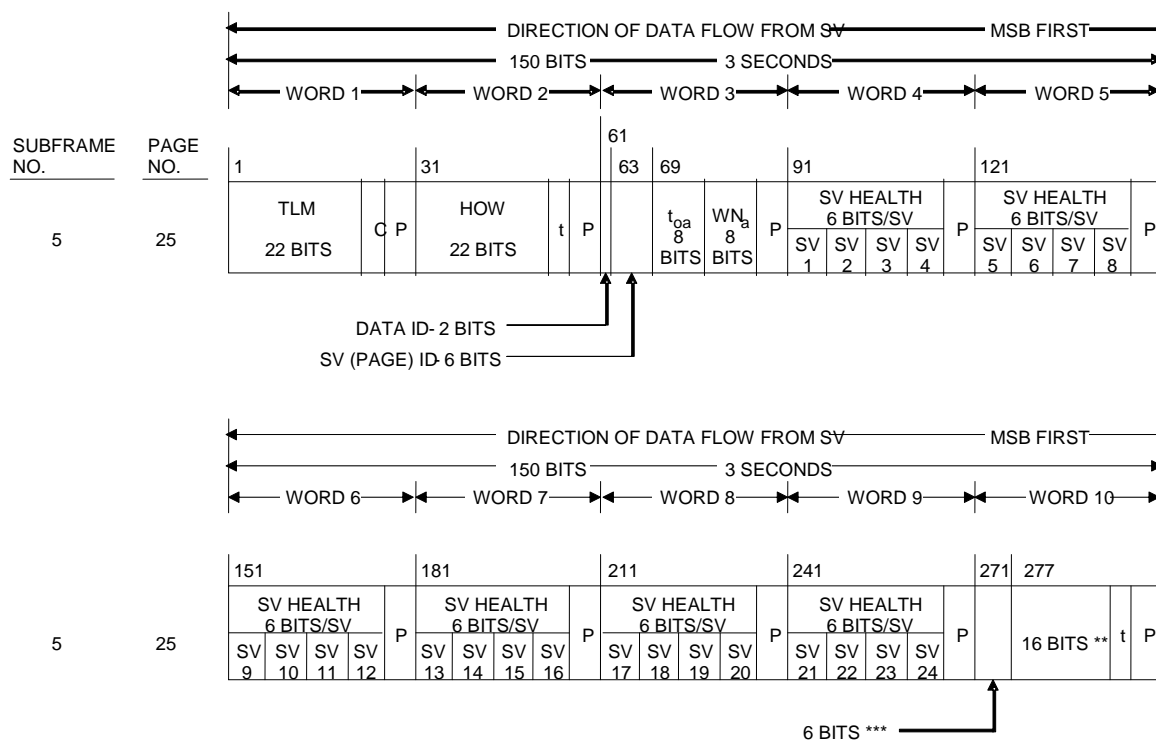 DIRECTION OF DATA FLOW FROM SV MSB FIRST
150 BITS 3 SECONDS
WORD 1 WORD 2 WORD 3 WORD 4 WORD 5
SUBFRAME NO. PAGE NO.
1 31 61 63 69 91 121
5 25
TLM 22 BITS C P
HOW 22 BITS t P
toa 8 BITS WNa 8 BITS P
SV HEALTH 6 BITS/SV P
SV 1 SV 2 SV 3 SV 4
SV HEALTH 6 BITS/SV P
SV 5 SV 6 SV 7 SV 8
DATA ID- 2 BITS
SV (PAGE) ID- 6 BITS
DIRECTION OF DATA FLOW FROM SV MSB FIRST
150 BITS 3 SECONDS
WORD 6 WORD 7 WORD 8 WORD 9 WORD 10
151 181 211 241 271 277
5 25
SV HEALTH 6 BITS/SV P
SV 9 SV 10 SV 11 SV 12
SV HEALTH 6 BITS/SV P
SV 13 SV 14 SV 15 SV 16
SV HEALTH 6 BITS/SV P
SV 17 SV 18 SV 19 SV 20
SV HEALTH 6 BITS/SV P
SV 21 SV 22 SV 23 SV 24
16 BITS ** t P
6 BITS ***